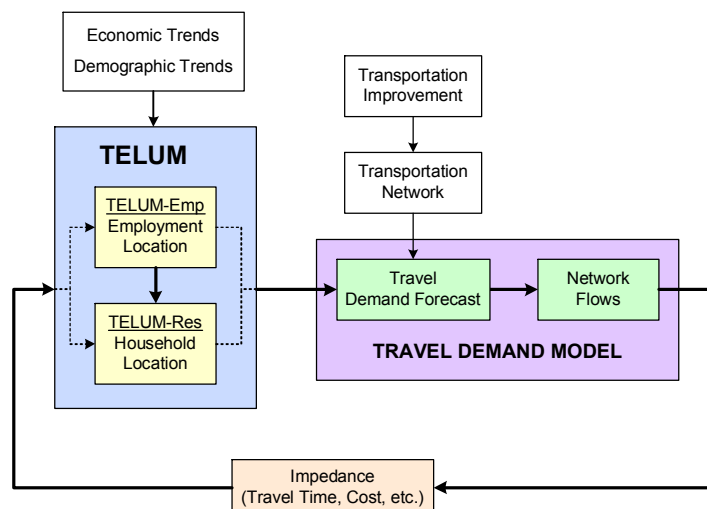 Economic Trends
Demographic Trends
Transportation
Improvement
TELUM
Transportation
Network
TELUM-Emp
Employment
Location
Travel
Demand Forecast
Network
Flows
TELUM-Res
Household
Location
TRAVEL DEMAND MODEL
Impedance
(Travel Time, Cost, etc.)